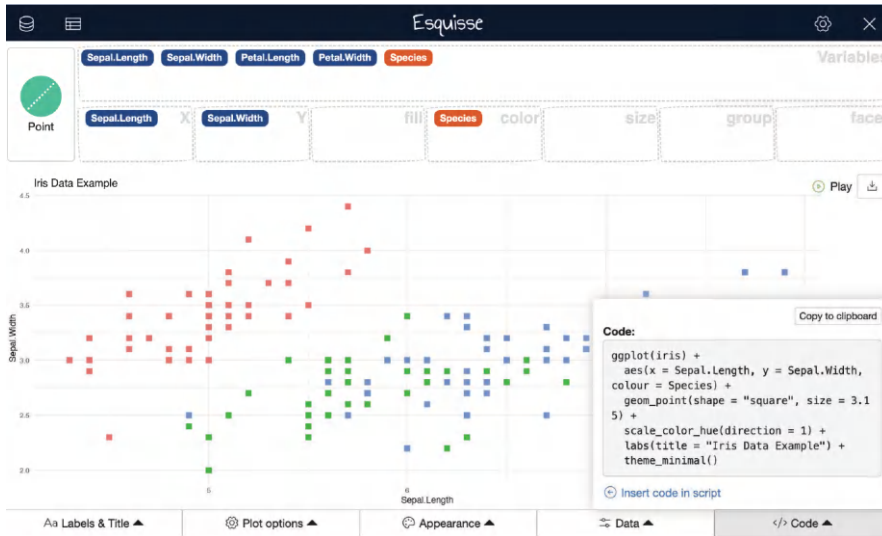 Esquisse
Sepal.Length Sepal.Width Petal.Length Petal.Width Species
Variables
Point
Sepal.Length X Sepal.Width Y fill Species color size group face
Iris Data Example
Play
4.5
4.0
3.5
3.0
2.5
2.0
Sepal.Width
5 6
Sepal.Length
Copy to clipboard
Code:
ggplot(iris) +
aes(x = Sepal.Length, y = Sepal.Width,
colour = Species) +
geom_point(shape = "square", size = 3.1
5) +
scale_color_hue(direction = 1) +
labs(title = "Iris Data Example") +
theme_minimal()
Insert code in script
Aa Labels & Title
Plot options
Appearance
Data
</> Code